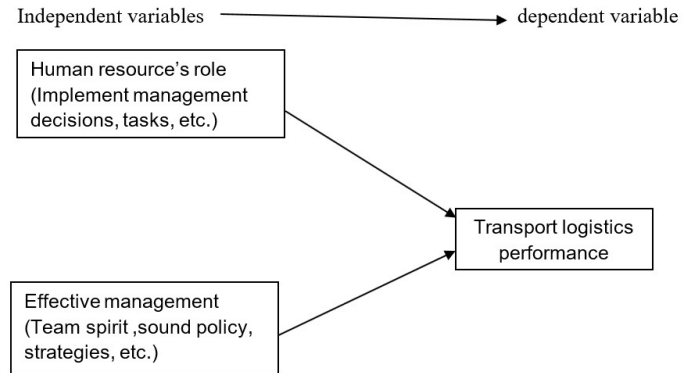 Independent variables
dependent variable
Human resource’s role
(Implement management
decisions, tasks, etc.)
Transport logistics
performance
Effective management
(Team spirit ,sound policy,
strategies, etc.)